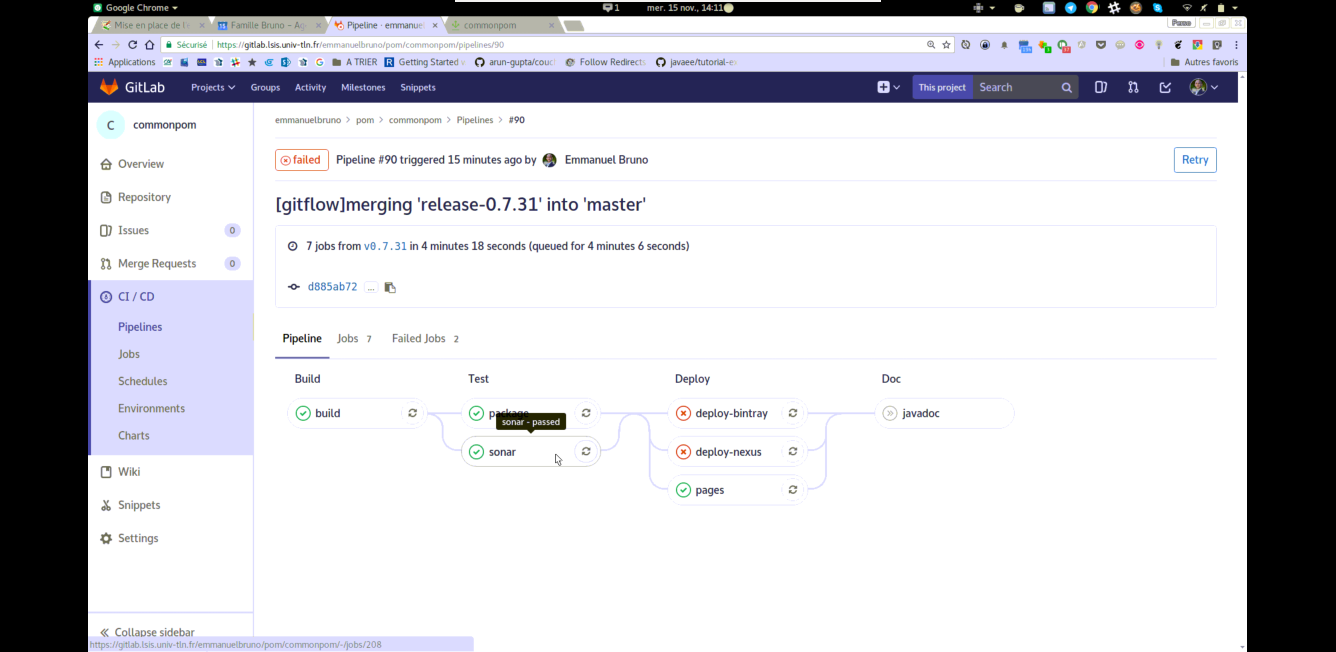 Google Chrome
1
mer. 15 nov., 14:11
Mise en place de l'
Famille Bruno – Ag
Pipeline · emmanue
commonpom
Perso
Sécurisé
https://gitlab.lsis.univ-tln.fr/emmanuelbruno/pom/commonpom/pipelines/90
Applications
A TRIER
Getting Started v
arun-gupta/couc
Follow Redirects
javaee/tutorial-e
Autres favoris
GitLab
Projects
Groups
Activity
Milestones
Snippets
This project
Search
C
commonpom
Overview
Repository
Issues
0
Merge Requests
0
CI / CD
Pipelines
Jobs
Schedules
Environments
Charts
Wiki
Snippets
Settings
Collapse sidebar
emmanuelbruno > pom > commonpom > Pipelines > #90
failed
Pipeline #90 triggered 15 minutes ago by
Emmanuel Bruno
Retry
[gitflow]merging 'release-0.7.31' into 'master'
7 jobs from v0.7.31 in 4 minutes 18 seconds (queued for 4 minutes 6 seconds)
d885ab72
...
Pipeline
Jobs 7
Failed Jobs 2
Build
Test
Deploy
Doc
build
package
deploy-bintray
javadoc
sonar - passed
sonar
deploy-nexus
pages
https://gitlab.lsis.univ-tln.fr/emmanuelbruno/pom/commonpom/-/jobs/208